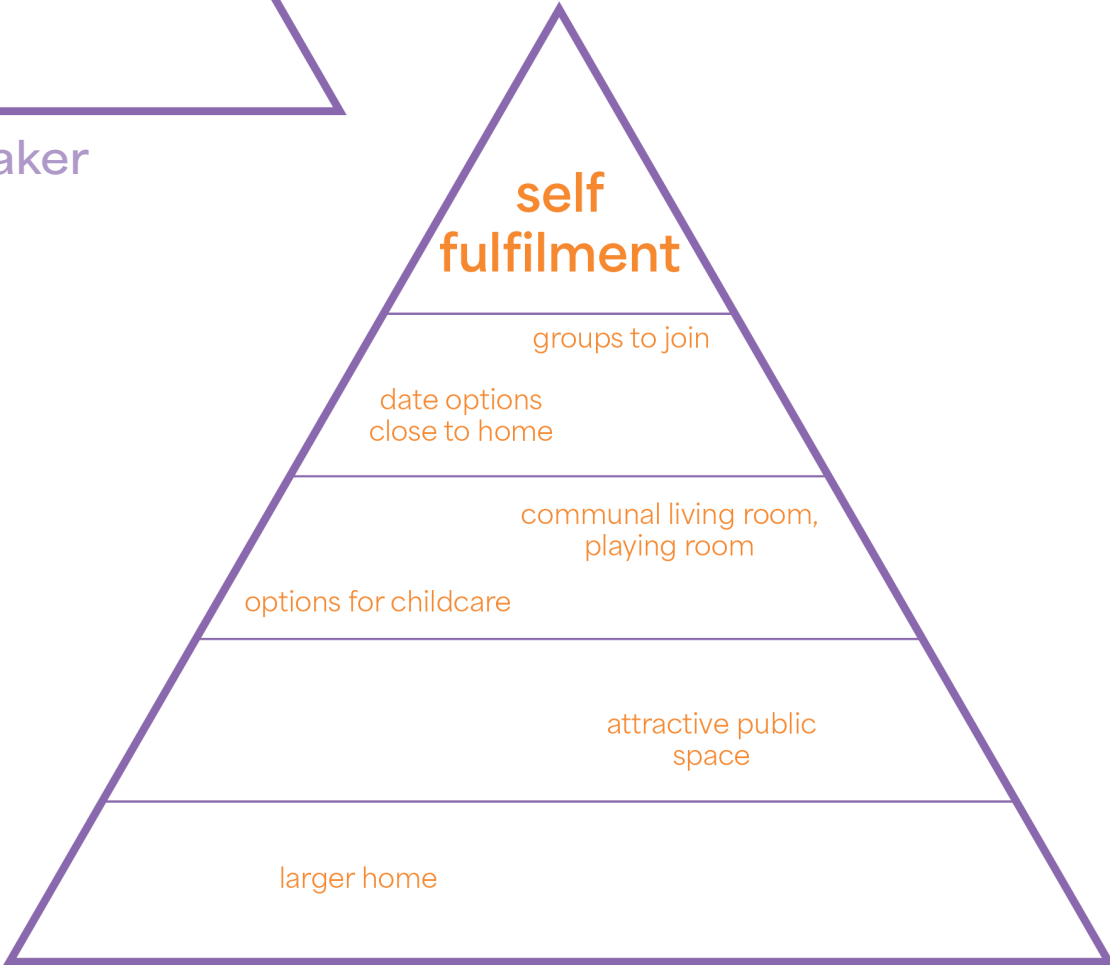 aker
self
fulfilment
groups to join
date options
close to home
communal living room,
playing room
options for childcare
attractive public
space
larger home